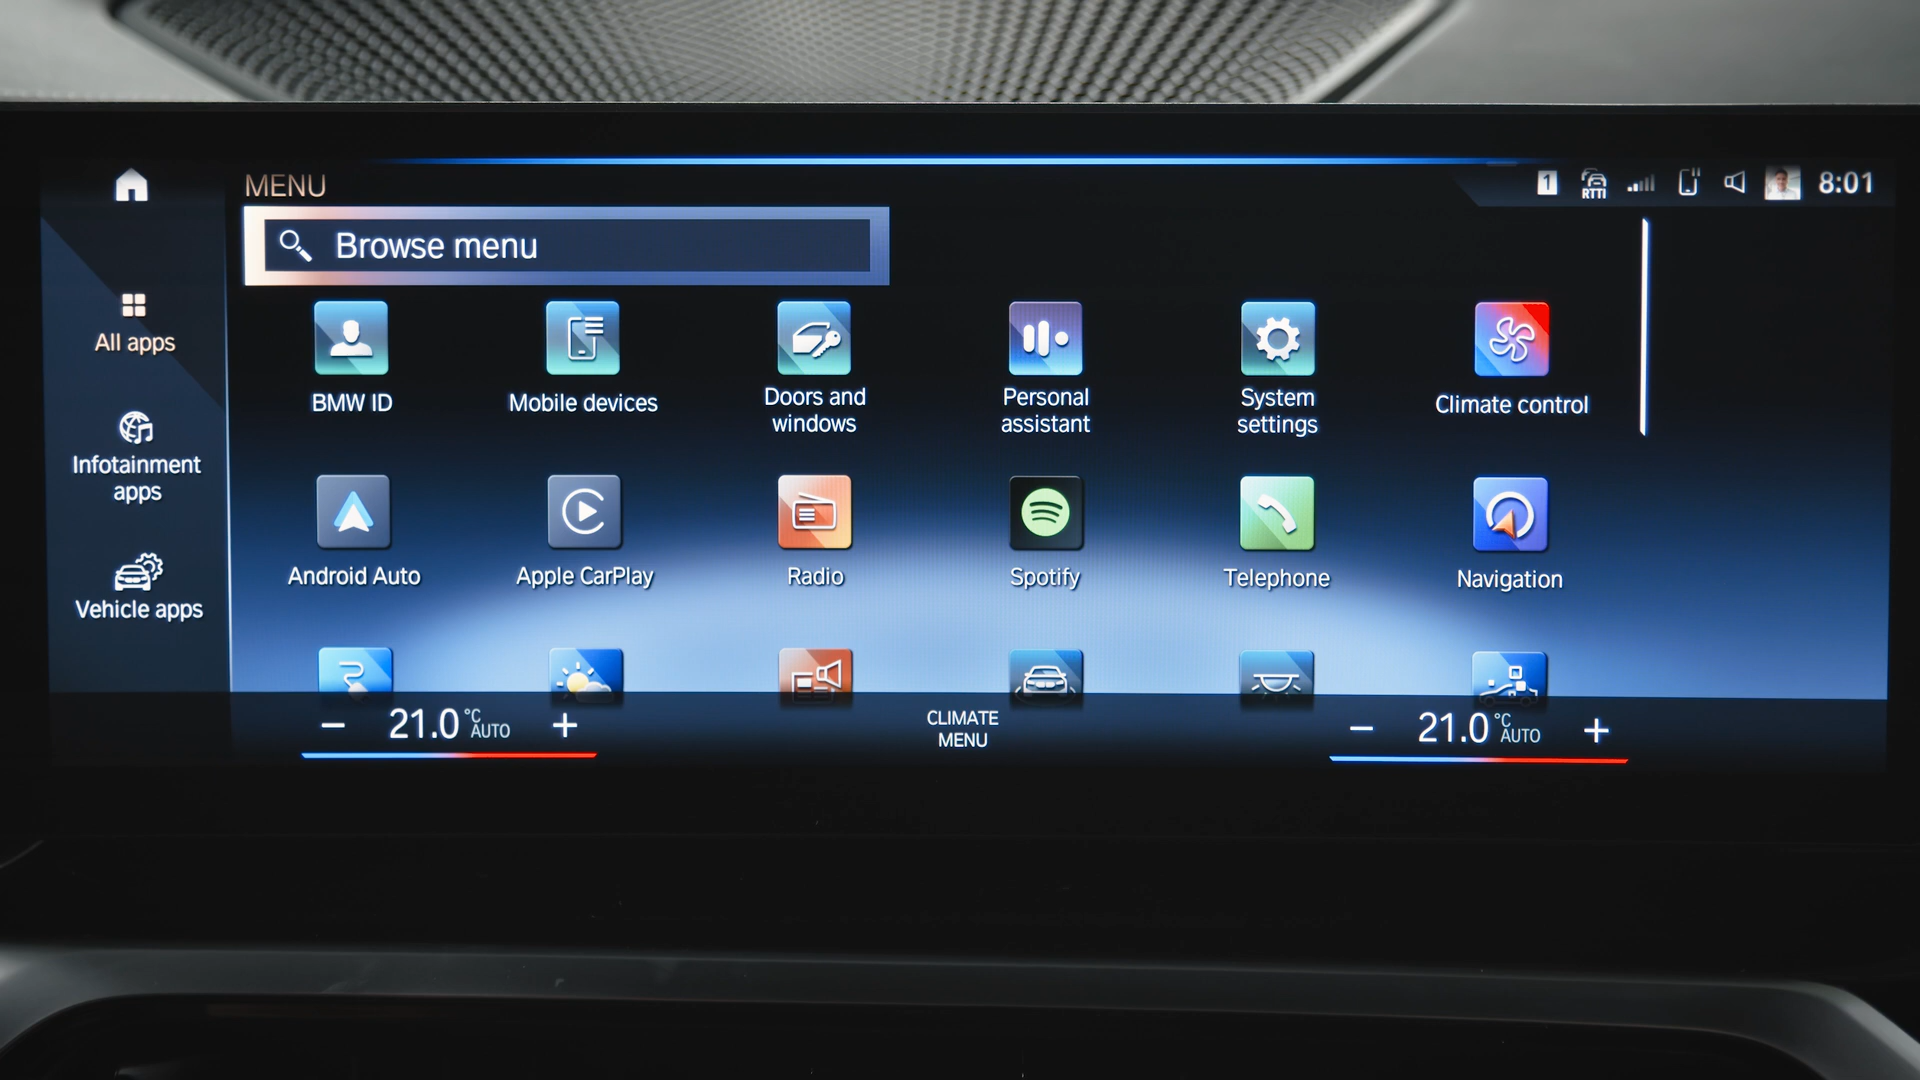 MENU
1
RTTI
8:01
Browse menu
All apps
Infotainment
apps
Vehicle apps
BMW ID
Mobile devices
Doors and
windows
Personal
assistant
System
settings
Climate control
Android Auto
Apple CarPlay
Radio
Spotify
Telephone
Navigation
− 21.0 °C AUTO +
CLIMATE
MENU
− 21.0 °C AUTO +